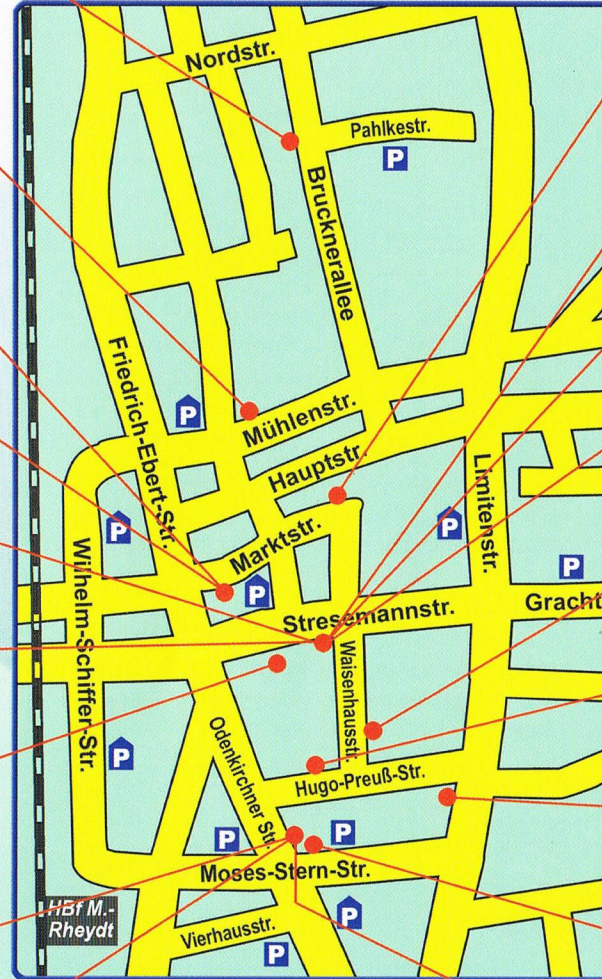 Nordstr.
Pahlkestr.
P
Brucknerallee
Friedrich-Ebert-Str.
P
Mühlenstr.
Hauptstr.
Limitenstr.
P
P
Marktstr.
P
P
Stresemannstr.
Gracht
Wilhelm-Schiffer-Str.
Waisenhausstr.
P
Odenkirchner Str.
Hugo-Preuß-Str.
P
P
Moses-Stern-Str.
HBf M.-
Rheydt
P
Vierhausstr.
P